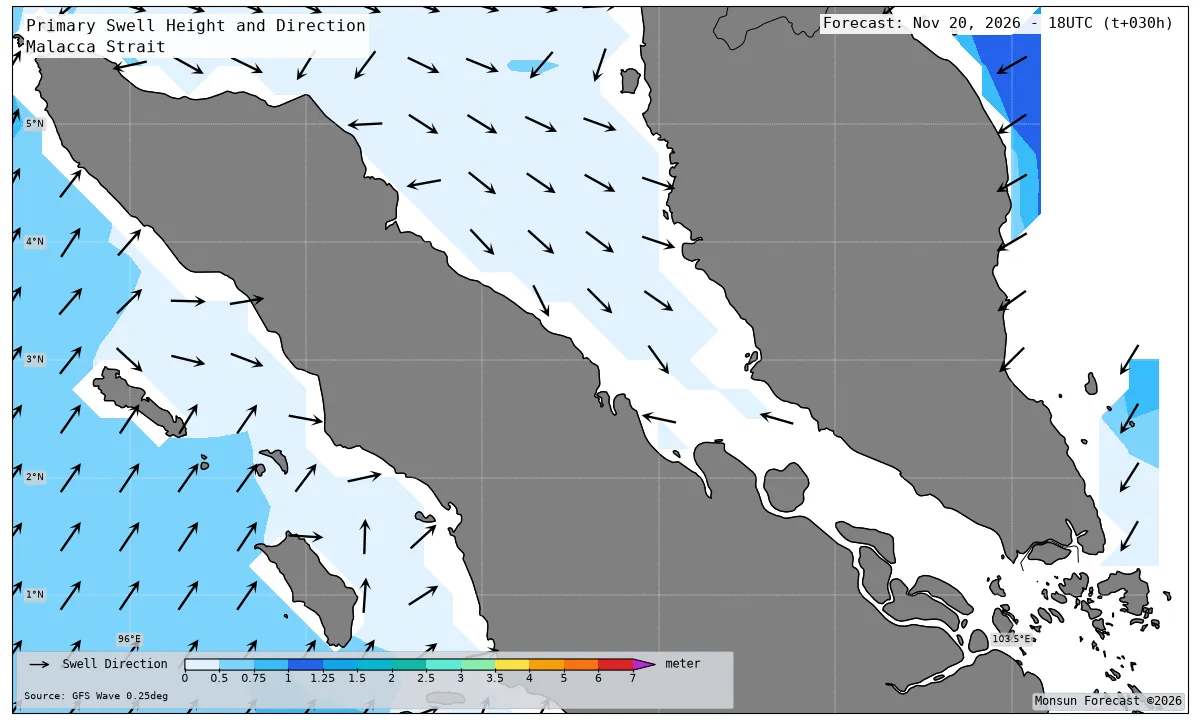 Primary Swell Height and Direction
Malacca Strait
Forecast: Nov 20, 2026 - 18UTC (t+030h)
5°N
4°N
3°N
2°N
1°N
96°E
103.5°E
Swell Direction
meter
0 0.5 0.75 1 1.25 1.5 2 2.5 3 3.5 4 5 6 7
Source: GFS Wave 0.25deg
Monsun Forecast ©2026